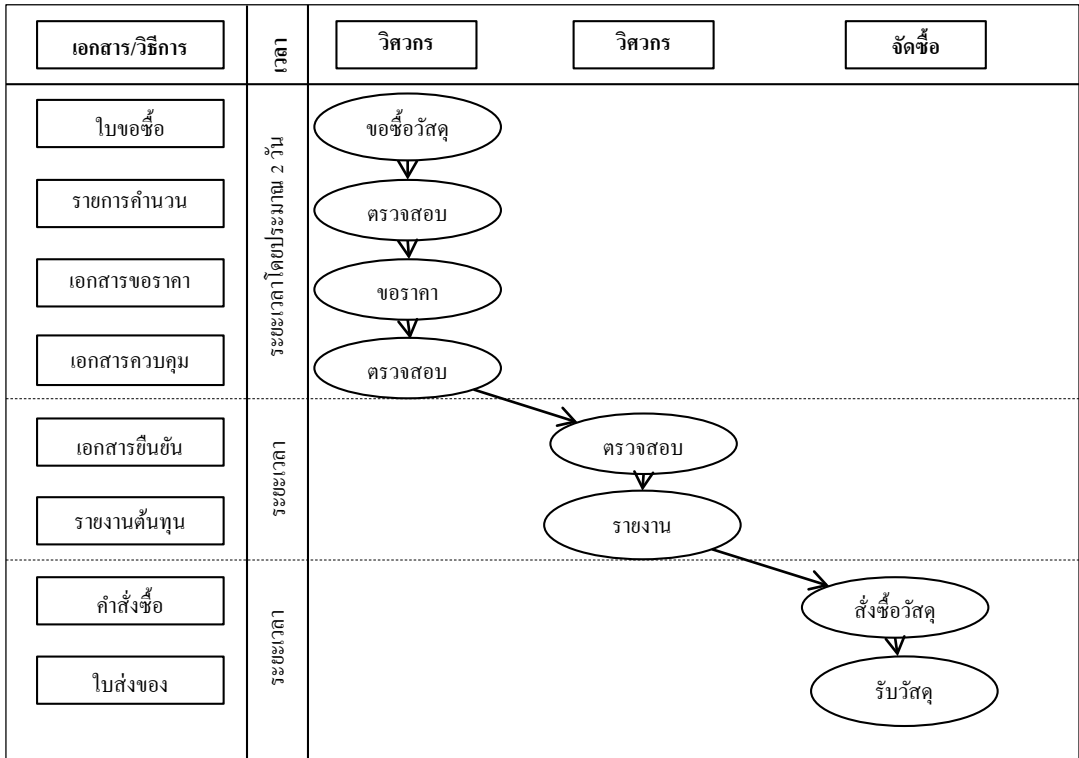 เอกสาร/วิธีการ
เวลา
วิศวกร
วิศวกร
จัดซื้อ
ใบขอซื้อ
ขอซื้อวัสดุ
รายการคำนวน
ตรวจสอบ
เอกสารขอราคา
ขอราคา
เอกสารควบคุม
ตรวจสอบ
ระยะเวลาโดยประมาณ 2 วัน
เอกสารยืนยัน
ตรวจสอบ
ระยะเวลา
รายงานต้นทุน
รายงาน
คำสั่งซื้อ
สั่งซื้อวัสดุ
ระยะเวลา
ใบส่งของ
รับวัสดุ